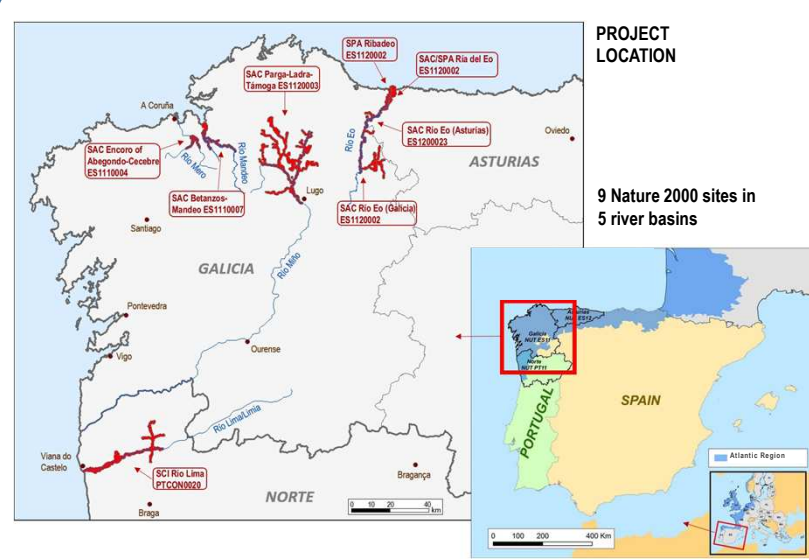 PROJECT
LOCATION
SPA Ribadeo
ES1120002
SAC/SPA Ría del Eo
ES1120002
SAC Parga-Ladra-
Támoga ES1120003
A Coruña
SAC Río Eo (Asturias)
ES1200023
Oviedo
Río Eo
SAC Encoro of
Abegondo-Cecebre
ES1110004
Río Mero
Río Mandeo
ASTURIAS
SAC Betanzos-
Mandeo ES1110007
Lugo
SAC Río Eo (Galicia)
ES1120002
9 Nature 2000 sites in
5 river basins
Santiago
GALICIA
Río Miño
Pontevedra
Vigo
Ourense
Río Lima/Limia
Viana do
Castelo
SCI Rio Lima
PTCON0020
Braga
NORTE
Bragança
0 10 20 40
km
Asturias
NUT ES12
Galicia
NUT ES11
Norte
NUT PT11
SPAIN
PORTUGAL
Atlantic Region
0 100 200 400 Km